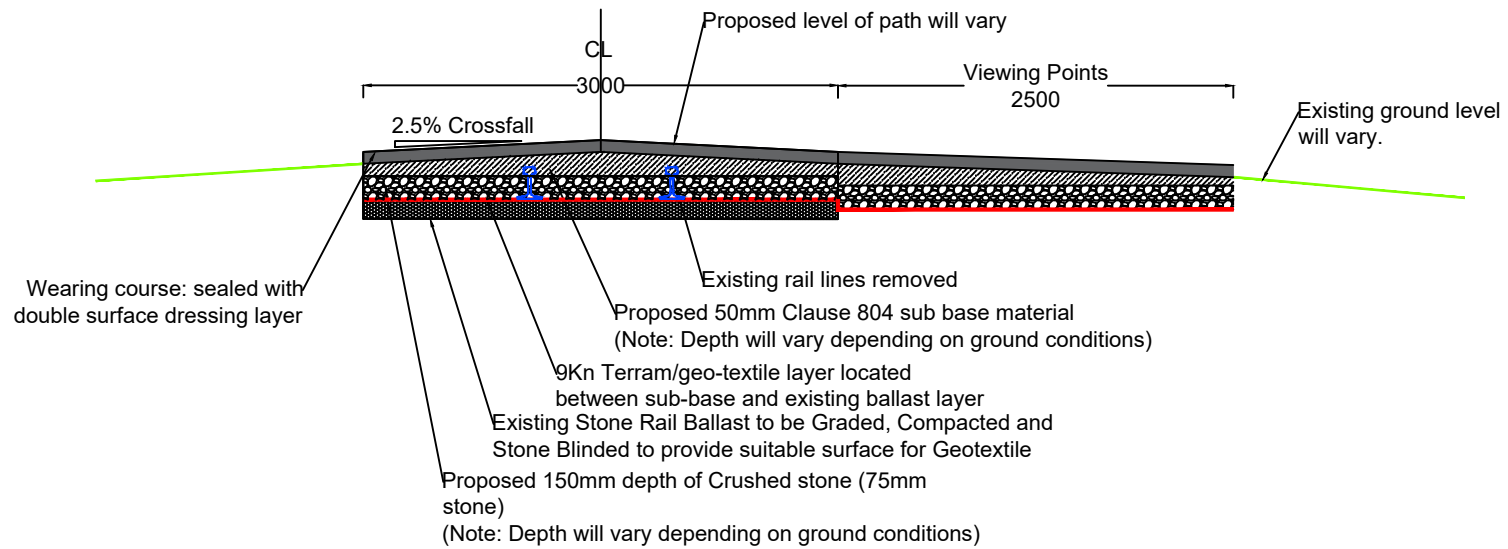 Proposed level of path will vary
CL
3000
Viewing Points
2500
Existing ground level
will vary.
2.5% Crossfall
Wearing course: sealed with
double surface dressing layer
Existing rail lines removed
Proposed 50mm Clause 804 sub base material
(Note: Depth will vary depending on ground conditions)
9Kn Terram/geo-textile layer located
between sub-base and existing ballast layer
Existing Stone Rail Ballast to be Graded, Compacted and
Stone Blinded to provide suitable surface for Geotextile
Proposed 150mm depth of Crushed stone (75mm
stone)
(Note: Depth will vary depending on ground conditions)